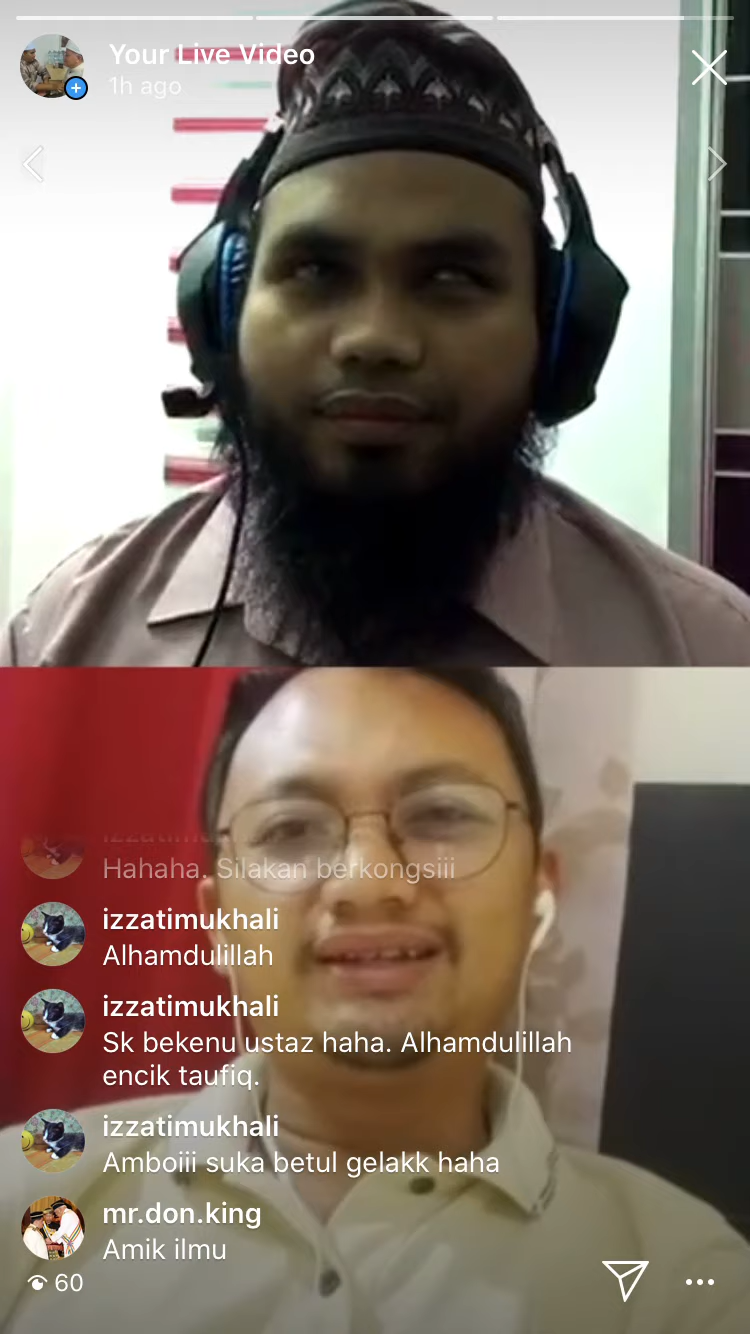 Your Live Video
1h ago
izzatimukhali
Hahaha. Silakan berkongsiii
izzatimukhali
Alhamdulillah
izzatimukhali
Sk bekenu ustaz haha. Alhamdulillah
encik taufiq.
izzatimukhali
Amboiii suka betul gelakk haha
mr.don.king
Amik ilmu
60